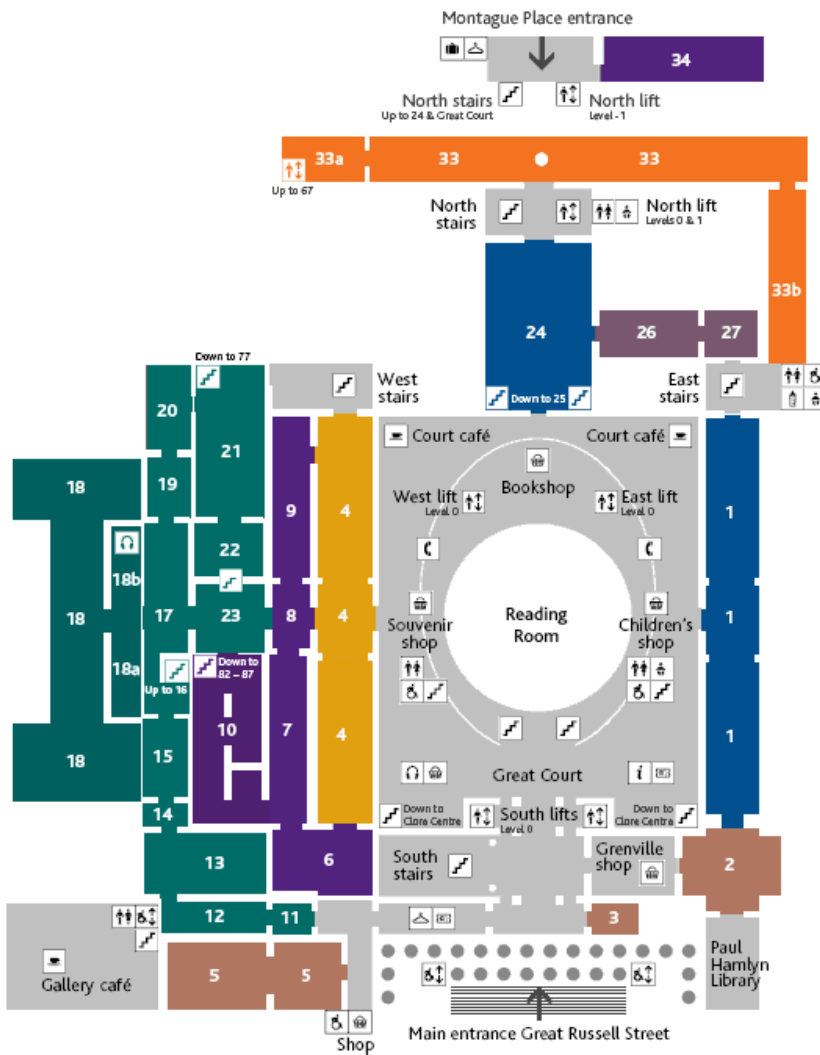 Montague Place entrance
34
North stairs
Up to 24 & Great Court
North lift
Level - 1
33a
33
33
Up to 67
North
stairs
North lift
Levels 0 & 1
33b
24
26
27
Down to 77
West
stairs
Down to 25
East
stairs
20
21
Court café
Court café
Bookshop
18
19
9
4
West lift
Level 0
East lift
Level 0
1
22
18b
18
17
23
8
4
Souvenir
shop
Reading
Room
Children's
shop
1
18a
Up to 16
Down to
82 – 87
10
7
4
1
18
15
Great Court
14
Down to
Clore Centre
South lifts
Level 0
Down to
Clore Centre
13
6
South
stairs
Grenville
shop
2
12
11
3
Gallery café
5
5
Paul
Hamlyn
Library
Shop
Main entrance Great Russell Street